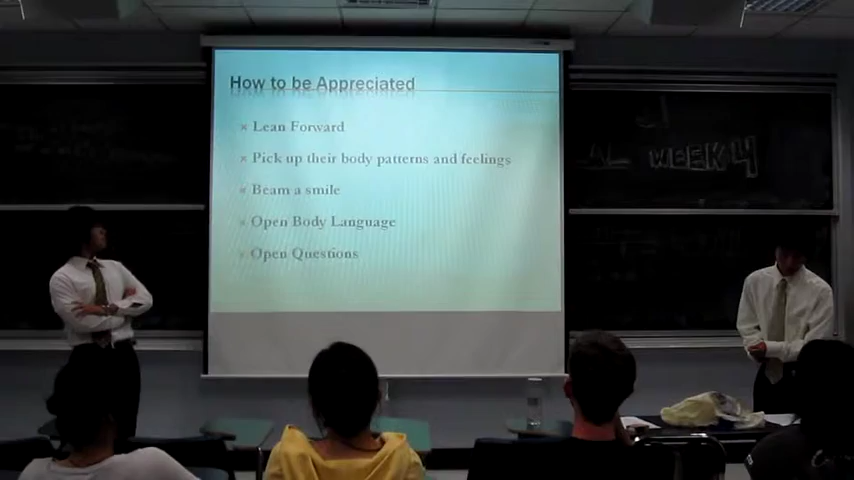 How to be Appreciated
Lean Forward
Pick up their body patterns and feelings
Beam a smile
Open Body Language
Open Questions
WEEK 4